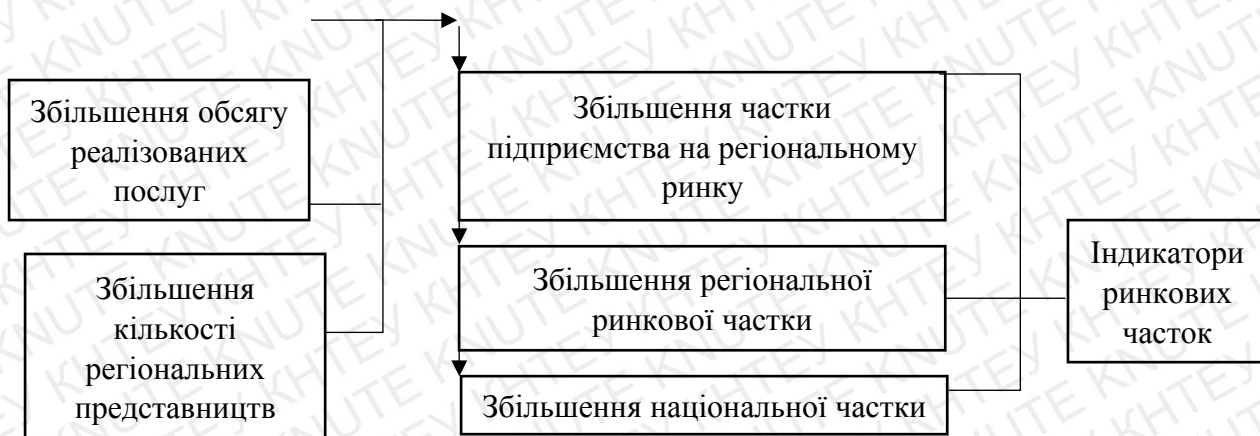 Збільшення обсягу
реалізованих
послуг
Збільшення
кількості
регіональних
представництв
Збільшення частки
підприємства на регіональному
ринку
Збільшення регіональної
ринкової частки
Збільшення національної частки
Індикатори
ринкових
часток